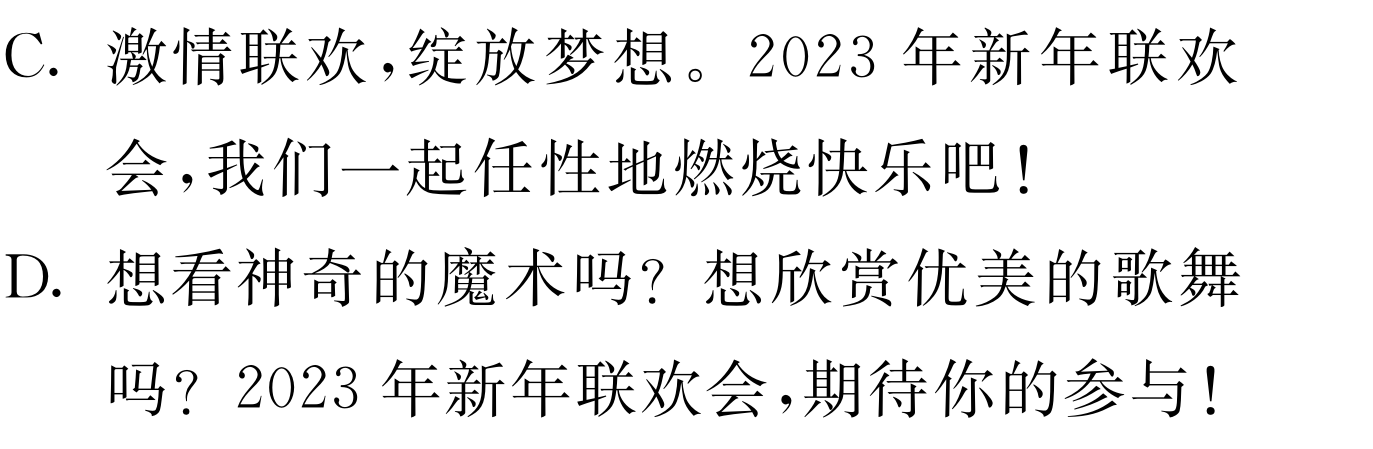 C. 激情联欢,绽放梦想。2023 年新年联欢
会,我们一起任性地燃烧快乐吧!
D. 想看神奇的魔术吗? 想欣赏优美的歌舞
吗? 2023 年新年联欢会,期待你的参与!